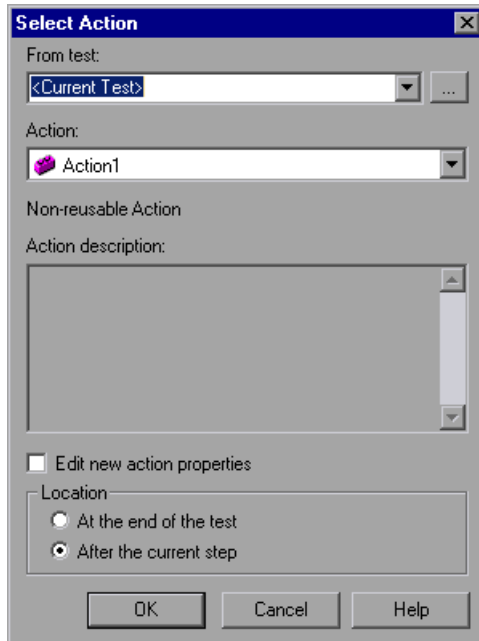 Select Action
From test:
<Current Test>
...
Action:
Action1
Non-reusable Action
Action description:
Edit new action properties
Location
At the end of the test
After the current step
OK Cancel Help